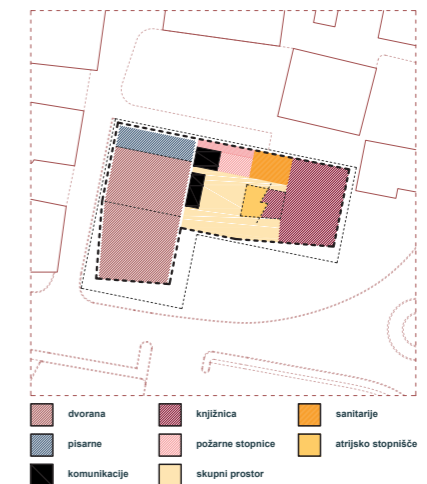 dvorana
knjižnica
sanitarije
pisarne
požarne stopnice
atrijsko stopnišče
komunikacije
skupni prostor